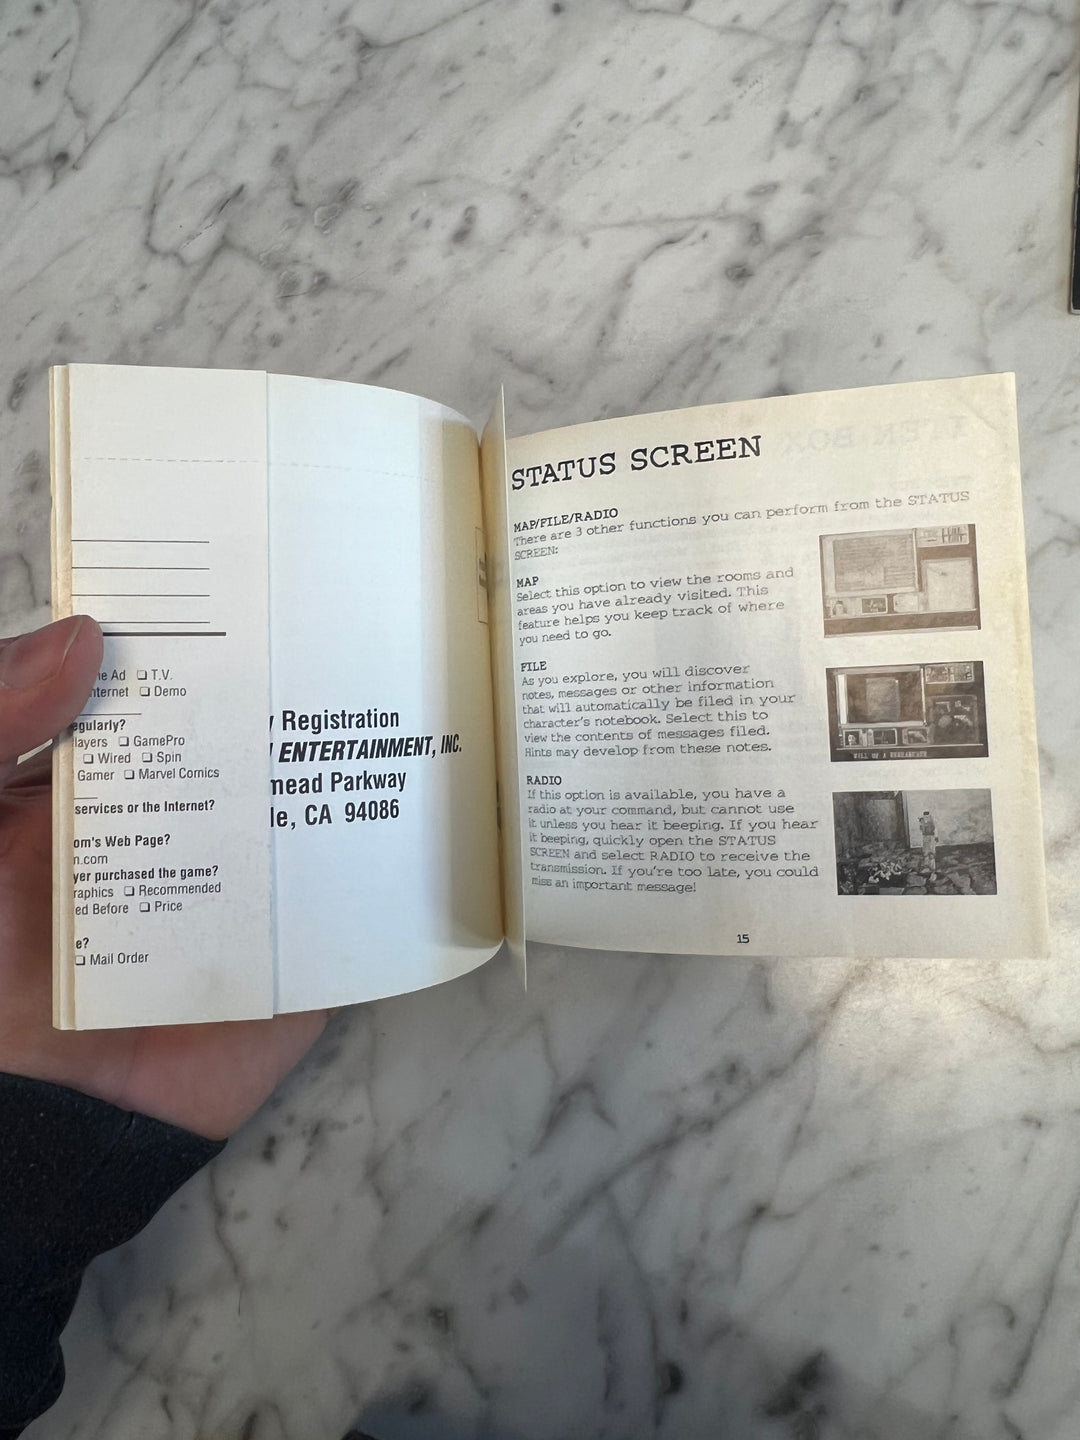 Ad ❑ T.V.
nternet ❑ Demo
egularly?
layers ❑ GamePro
❑ Wired ❑ Spin
Gamer ❑ Marvel Comics
services or the Internet?
om's Web Page?
n.com
yer purchased the game?
raphics ❑ Recommended
ed Before ❑ Price
e?
❑ Mail Order
y Registration
ENTERTAINMENT, INC.
mead Parkway
le, CA 94086
STATUS SCREEN
MAP/FILE/RADIO
There are 3 other functions you can perform from the STATUS
SCREEN:
MAP
Select this option to view the rooms and
areas you have already visited. This
feature helps you keep track of where
you need to go.
FILE
As you explore, you will discover
notes, messages or other information
that will automatically be filed in your
character's notebook. Select this to
view the contents of messages filed.
Hints may develop from these notes.
RADIO
If this option is available, you have a
radio at your command, but cannot use
it unless you hear it beeping. If you hear
it beeping, quickly open the STATUS
SCREEN and select RADIO to receive the
transmission. If you're too late, you could
miss an important message!
15